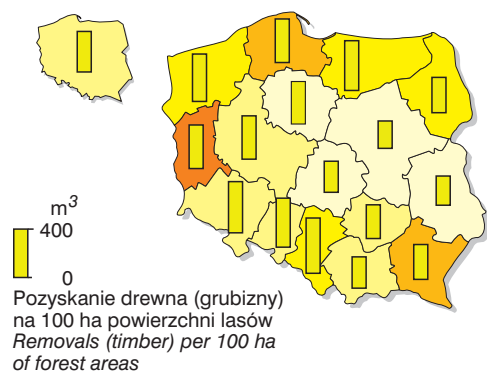 m³
400
0
Pozyskanie drewna (grubizny)
na 100 ha powierzchni lasów
Removals (timber) per 100 ha
of forest areas